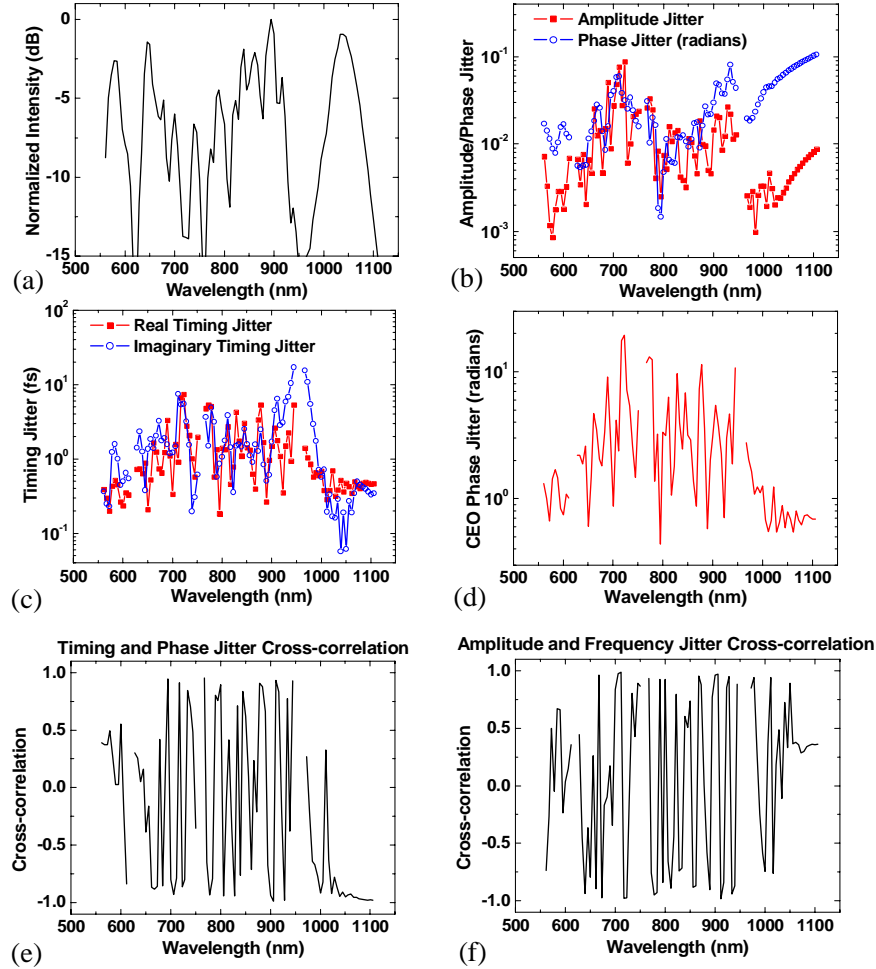 0
-5
-10
-15
Normalized Intensity (dB)
500 600 700 800 900 1000 1100
Wavelength (nm)
(a)
Amplitude Jitter
Phase Jitter (radians)
10^-1
10^-2
10^-3
Amplitude/Phase Jitter
500 600 700 800 900 1000 1100
Wavelength (nm)
(b)
Real Timing Jitter
Imaginary Timing Jitter
10^2
10^1
10^0
10^-1
Timing Jitter (fs)
500 600 700 800 900 1000 1100
Wavelength (nm)
(c)
10^1
10^0
CEO Phase Jitter (radians)
500 600 700 800 900 1000 1100
Wavelength (nm)
(d)
Timing and Phase Jitter Cross-correlation
1.0
0.5
0.0
-0.5
-1.0
Cross-correlation
500 600 700 800 900 1000 1100
Wavelength (nm)
(e)
Amplitude and Frequency Jitter Cross-correlation
1.0
0.5
0.0
-0.5
-1.0
Cross-correlation
500 600 700 800 900 1000 1100
Wavelength (nm)
(f)